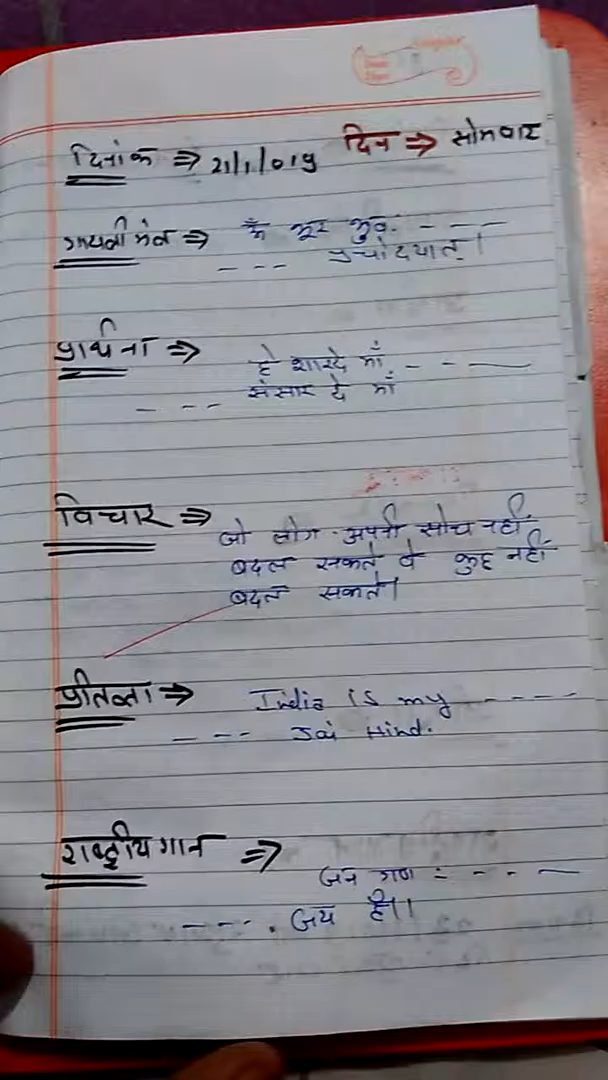 दिनांक ⇒ 21/1/019 दिन ⇒ सोमवार
गायत्री मंत्र ⇒ ॐ भूर भुव: - - -
- - - प्रचोदयात्।
प्रार्थना ⇒
हे शारदे माँ - - -
- - - संसार दे माँ
विचार ⇒
जो लोग अपनी सोच नहीं
बदल सकते वे कुछ नहीं
बदल सकते।
प्रतिज्ञा ⇒ India is my - - - -
- - - Jai Hind.
राष्ट्रीयगान ⇒
जन गण : - - - -
- - - . जय है।